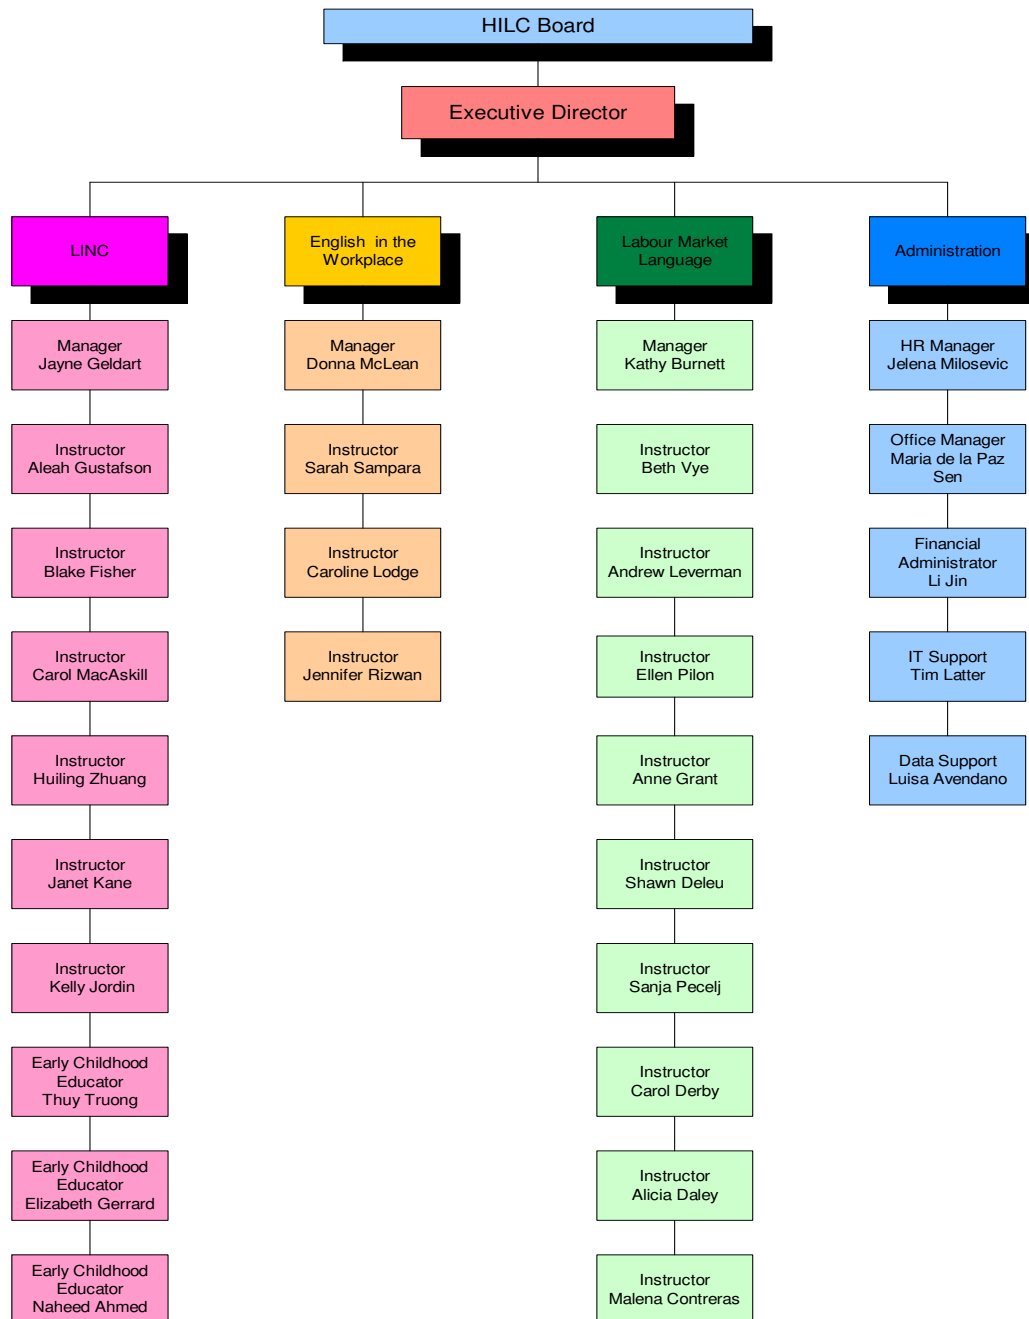 HILC Board
Executive Director
LINC
English in the
Workplace
Labour Market
Language
Administration
Manager
Jayne Geldart
Manager
Donna McLean
Manager
Kathy Burnett
HR Manager
Jelena Milosevic
Instructor
Aleah Gustafson
Instructor
Sarah Sampara
Instructor
Beth Vye
Office Manager
Maria de la Paz
Sen
Instructor
Blake Fisher
Instructor
Caroline Lodge
Instructor
Andrew Leverman
Financial
Administrator
Li Jin
Instructor
Carol MacAskill
Instructor
Jennifer Rizwan
Instructor
Ellen Pilon
IT Support
Tim Latter
Instructor
Huiling Zhuang
Instructor
Anne Grant
Data Support
Luisa Avendano
Instructor
Janet Kane
Instructor
Shawn Deleu
Instructor
Kelly Jordin
Instructor
Sanja Pecelj
Early Childhood
Educator
Thuy Truong
Instructor
Carol Derby
Early Childhood
Educator
Elizabeth Gerrard
Instructor
Alicia Daley
Early Childhood
Educator
Naheed Ahmed
Instructor
Malena Contreras